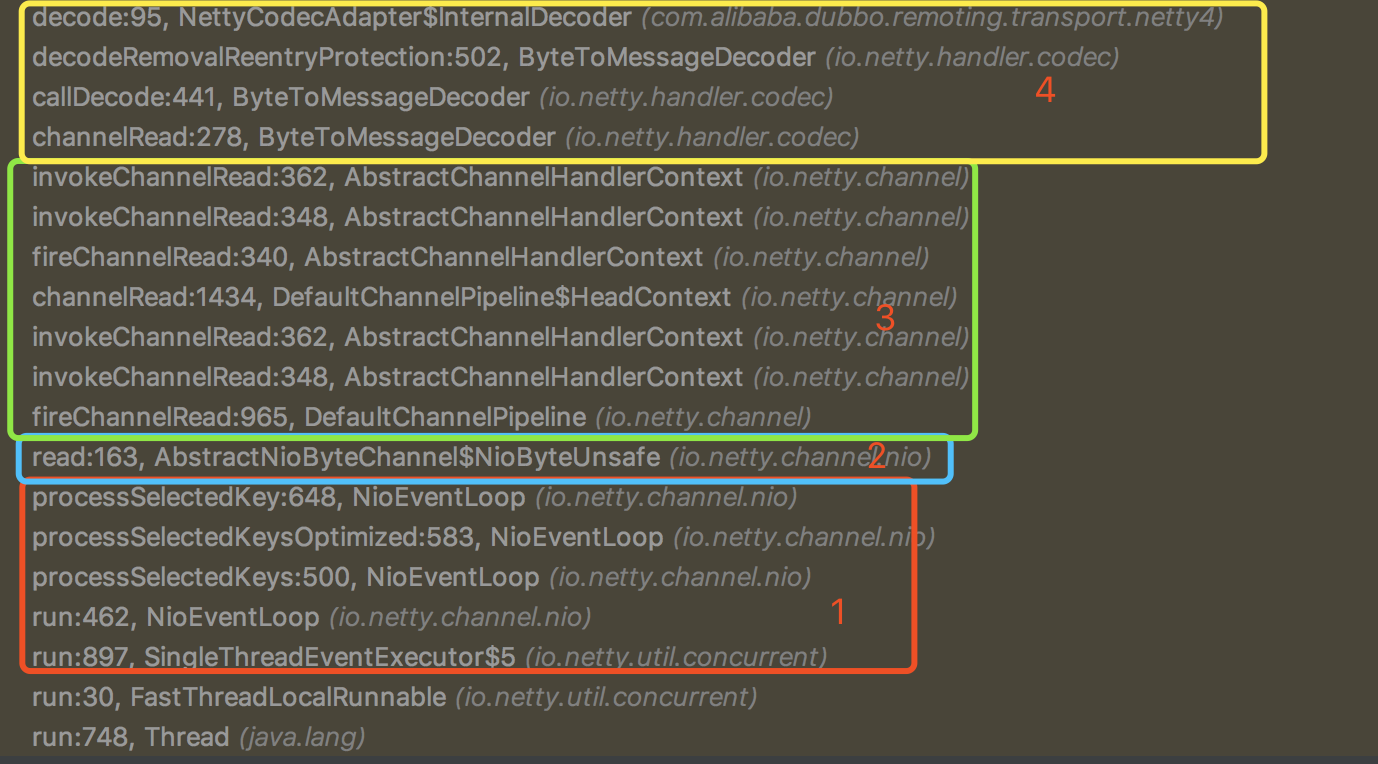 decode:95, NettyCodecAdapter$InternalDecoder (com.alibaba.dubbo.remoting.transport.netty4)
decodeRemovalReentryProtection:502, ByteToMessageDecoder (io.netty.handler.codec)
4
callDecode:441, ByteToMessageDecoder (io.netty.handler.codec)
channelRead:278, ByteToMessageDecoder (io.netty.handler.codec)
invokeChannelRead:362, AbstractChannelHandlerContext (io.netty.channel)
invokeChannelRead:348, AbstractChannelHandlerContext (io.netty.channel)
fireChannelRead:340, AbstractChannelHandlerContext (io.netty.channel)
channelRead:1434, DefaultChannelPipeline$HeadContext (io.netty.channel)
3
invokeChannelRead:362, AbstractChannelHandlerContext (io.netty.channel)
invokeChannelRead:348, AbstractChannelHandlerContext (io.netty.channel)
fireChannelRead:965, DefaultChannelPipeline (io.netty.channel)
read:163, AbstractNioByteChannel$NioByteUnsafe (io.netty.channel.nio)
2
processSelectedKey:648, NioEventLoop (io.netty.channel.nio)
processSelectedKeysOptimized:583, NioEventLoop (io.netty.channel.nio)
processSelectedKeys:500, NioEventLoop (io.netty.channel.nio)
run:462, NioEventLoop (io.netty.channel.nio)
1
run:897, SingleThreadEventExecutor$5 (io.netty.util.concurrent)
run:30, FastThreadLocalRunnable (io.netty.util.concurrent)
run:748, Thread (java.lang)